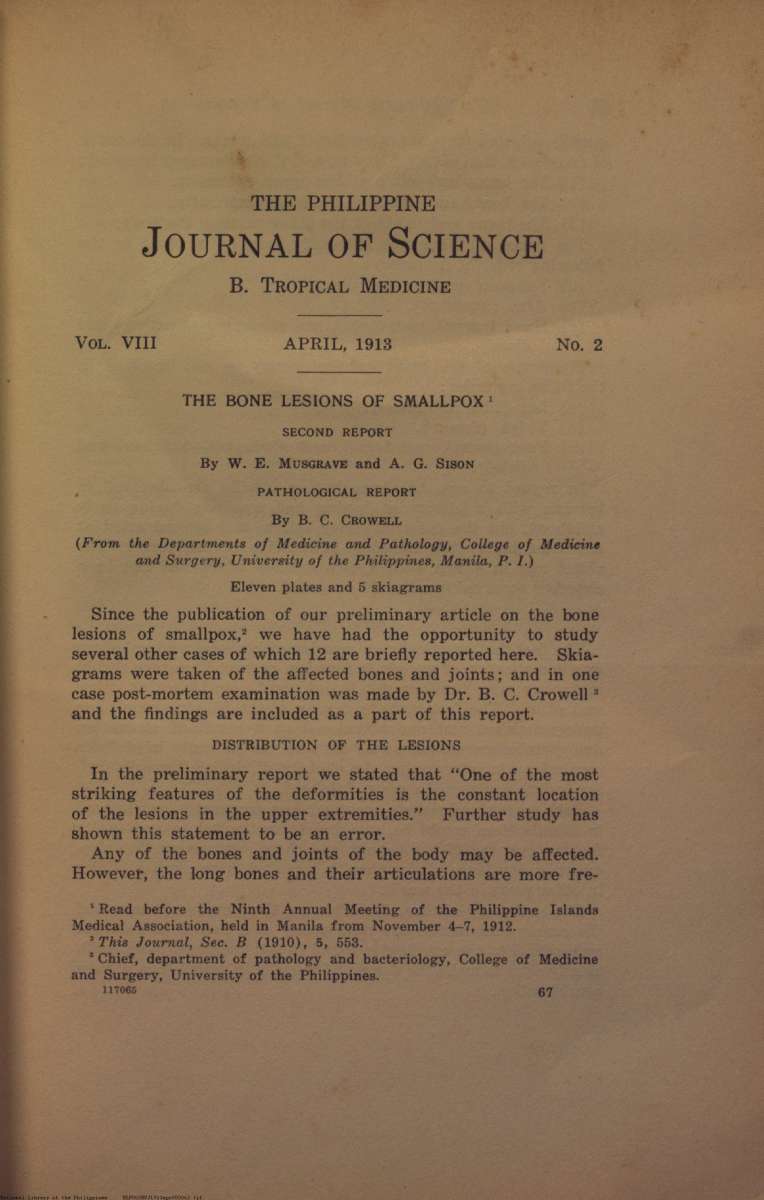 THE PHILIPPINE
JOURNAL OF SCIENCE
B. TROPICAL MEDICINE
VOL. VIII APRIL, 1913 No. 2
THE BONE LESIONS OF SMALLPOX ¹
SECOND REPORT
By W. E. MUSGRAVE and A. G. SISON
PATHOLOGICAL REPORT
By B. C. CROWELL
(From the Departments of Medicine and Pathology, College of Medicine
and Surgery, University of the Philippines, Manila, P. I.)
Eleven plates and 5 skiagrams
Since the publication of our preliminary article on the bone
lesions of smallpox,² we have had the opportunity to study
several other cases of which 12 are briefly reported here. Skia-
grams were taken of the affected bones and joints; and in one
case post-mortem examination was made by Dr. B. C. Crowell ³
and the findings are included as a part of this report.
DISTRIBUTION OF THE LESIONS
In the preliminary report we stated that "One of the most
striking features of the deformities is the constant location
of the lesions in the upper extremities." Further study has
shown this statement to be an error.
Any of the bones and joints of the body may be affected.
However, the long bones and their articulations are more fre-
¹ Read before the Ninth Annual Meeting of the Philippine Islands
Medical Association, held in Manila from November 4–7, 1912.
² This Journal, Sec. B (1910), 5, 553.
³ Chief, department of pathology and bacteriology, College of Medicine
and Surgery, University of the Philippines.
117065 67
National Library of the Philippines